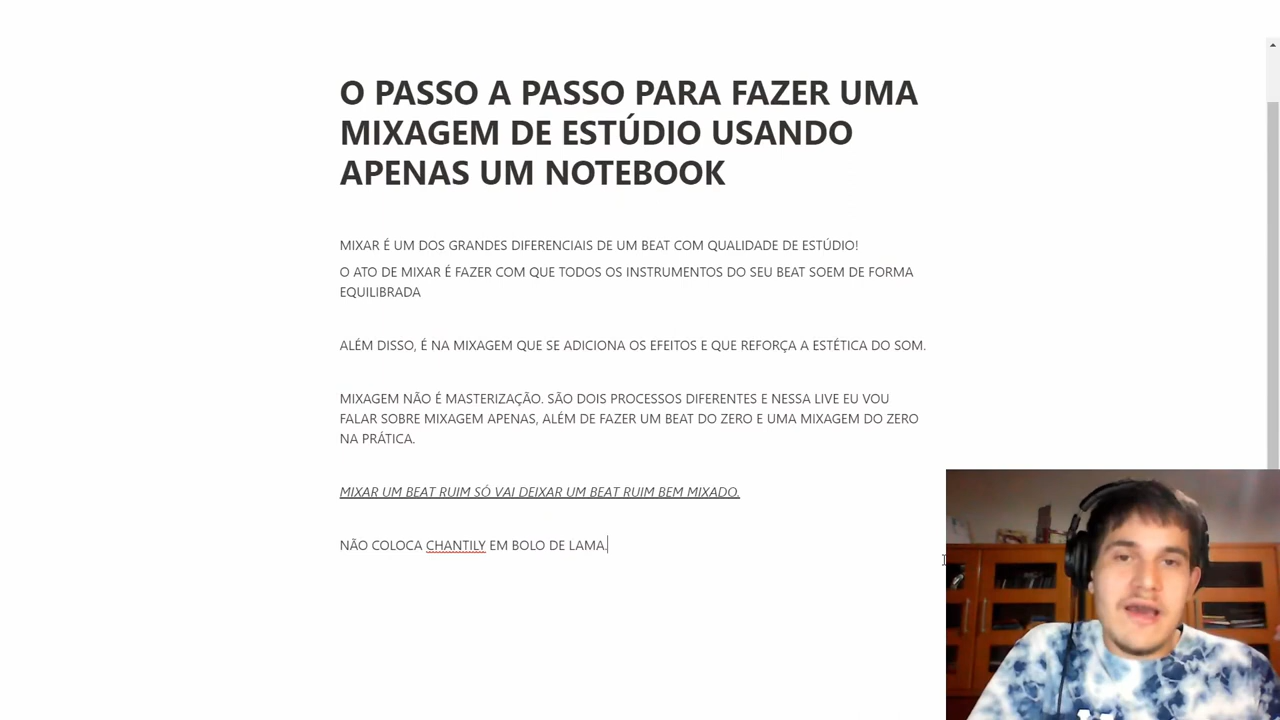 O PASSO A PASSO PARA FAZER UMA
MIXAGEM DE ESTÚDIO USANDO
APENAS UM NOTEBOOK
MIXAR É UM DOS GRANDES DIFERENCIAIS DE UM BEAT COM QUALIDADE DE ESTÚDIO!
O ATO DE MIXAR É FAZER COM QUE TODOS OS INSTRUMENTOS DO SEU BEAT SOEM DE FORMA
EQUILIBRADA
ALÉM DISSO, É NA MIXAGEM QUE SE ADICIONA OS EFEITOS E QUE REFORÇA A ESTÉTICA DO SOM.
MIXAGEM NÃO É MASTERIZAÇÃO. SÃO DOIS PROCESSOS DIFERENTES E NESSA LIVE EU VOU
FALAR SOBRE MIXAGEM APENAS, ALÉM DE FAZER UM BEAT DO ZERO E UMA MIXAGEM DO ZERO
NA PRÁTICA.
MIXAR UM BEAT RUIM SÓ VAI DEIXAR UM BEAT RUIM BEM MIXADO.
NÃO COLOCA CHANTILY EM BOLO DE LAMA.